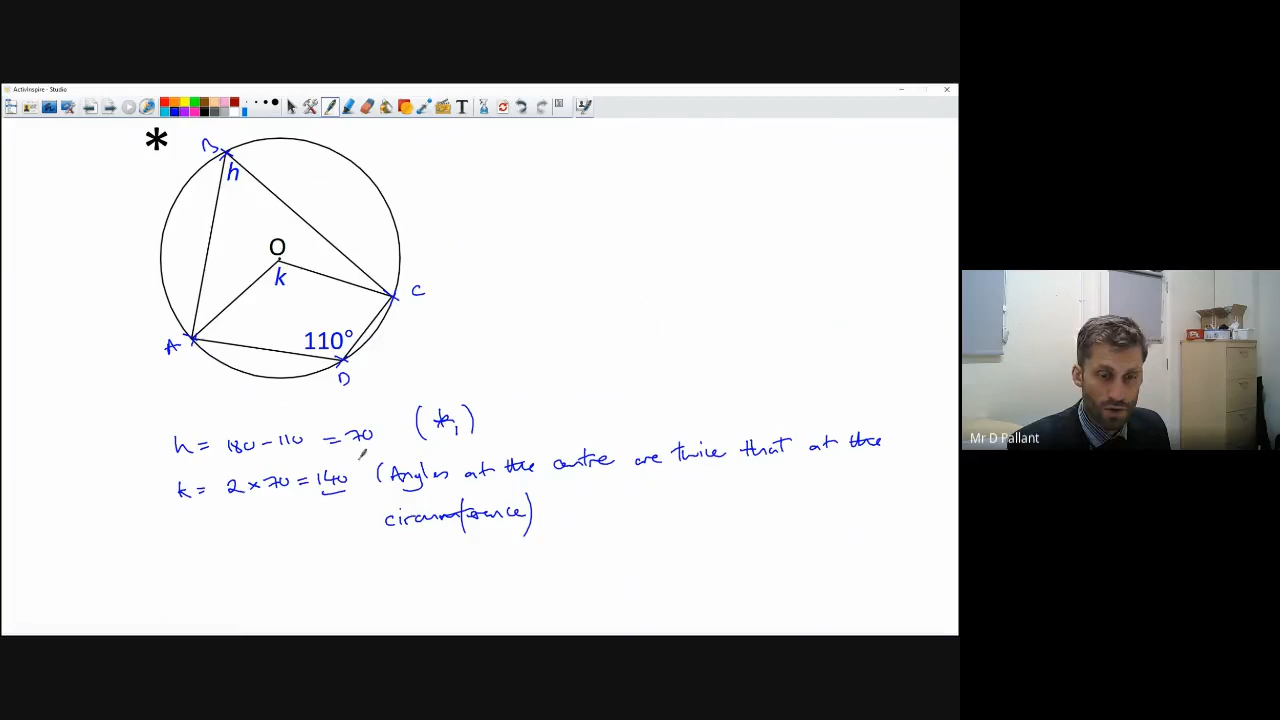 ActivInspire - Studio
*
B
h
O
k
C
110°
A
D
h = 180 - 110 = 70 (*₁)
k = 2 × 70 = 140 (Angles at the centre are twice that at the
circumference)
Mr D Pallant